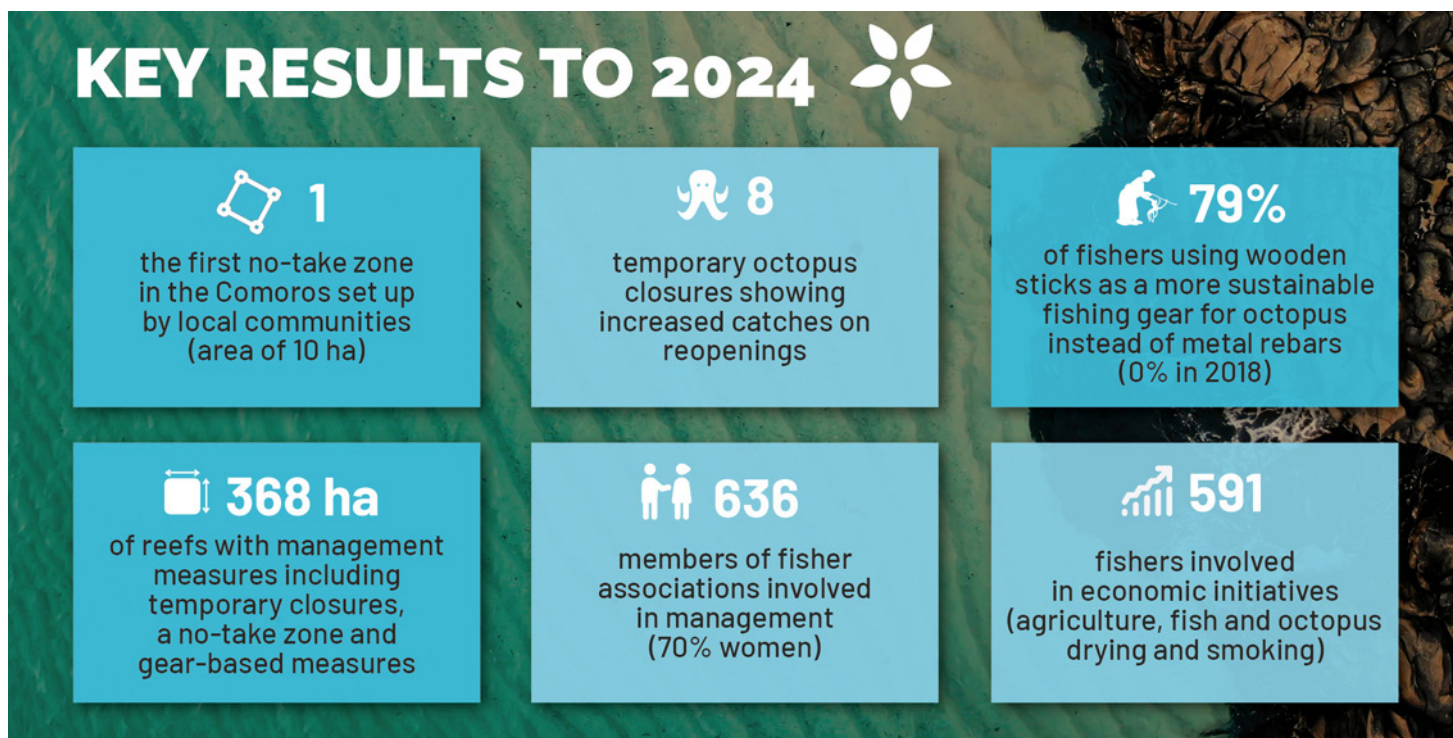 KEY RESULTS TO 2024
1
the first no-take zone
in the Comoros set up
by local communities
(area of 10 ha)
8
temporary octopus
closures showing
increased catches on
reopenings
79%
of fishers using wooden
sticks as a more sustainable
fishing gear for octopus
instead of metal rebars
(0% in 2018)
368 ha
of reefs with management
measures including
temporary closures,
a no-take zone and
gear-based measures
636
members of fisher
associations involved
in management
(70% women)
591
fishers involved
in economic initiatives
(agriculture, fish and octopus
drying and smoking)